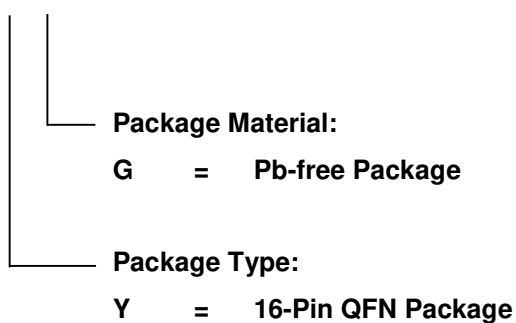 Package Material:
G = Pb-free Package
Package Type:
Y = 16-Pin QFN Package